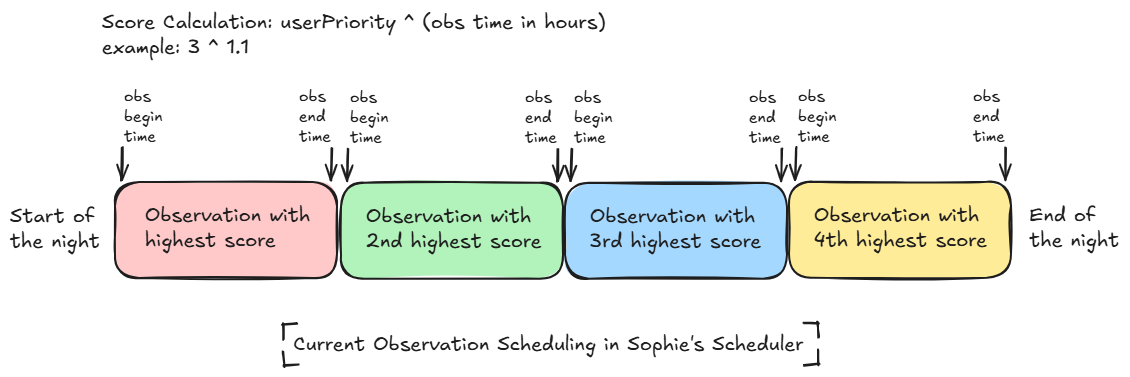 Score Calculation: userPriority ^ (obs time in hours)
example: 3 ^ 1.1
obs
begin
time
obs
end
time
obs
begin
time
obs
end
time
obs
begin
time
obs
end
time
obs
begin
time
obs
end
time
Start of
the night
Observation with
highest score
Observation with
2nd highest score
Observation with
3rd highest score
Observation with
4th highest score
End of
the night
Current Observation Scheduling in Sophie's Scheduler